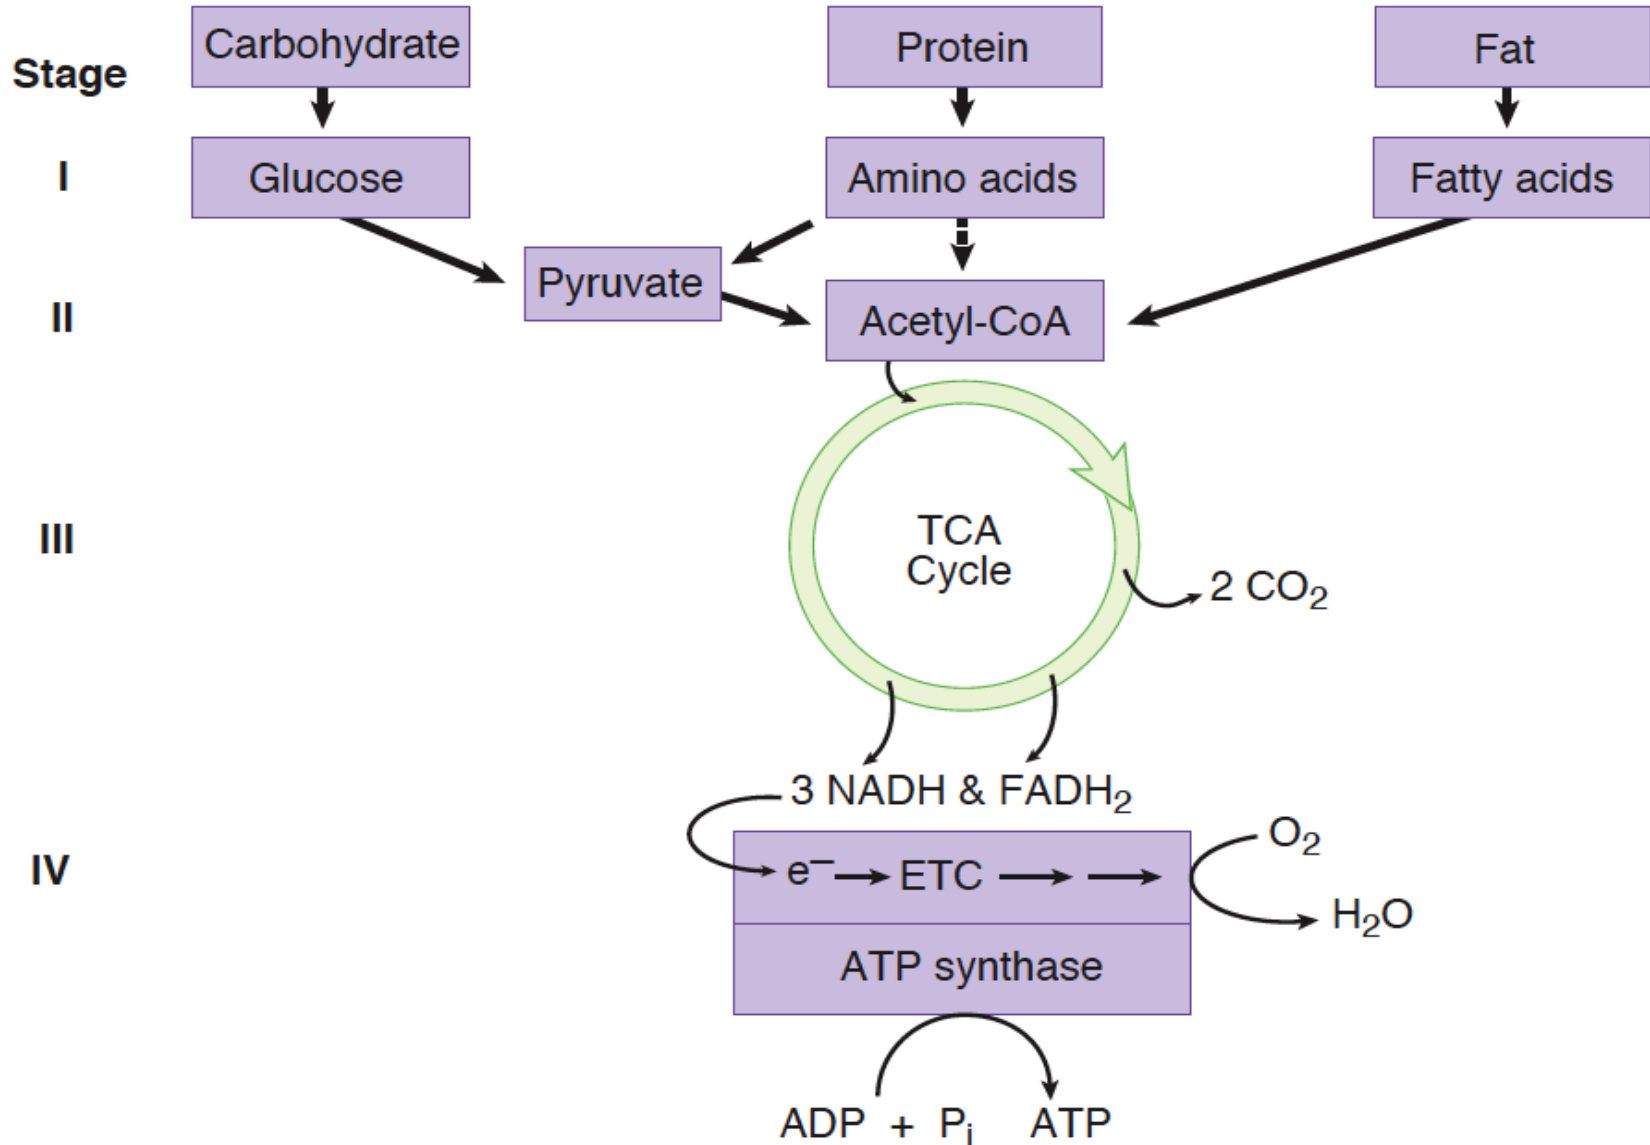 Carbohydrate
Protein
Fat
Stage
I
Glucose
Amino acids
Fatty acids
Pyruvate
II
Acetyl-CoA
III
TCA
Cycle
2 CO₂
3 NADH & FADH₂
IV
e⁻
ETC
O₂
H₂O
ATP synthase
ADP + Pᵢ
ATP